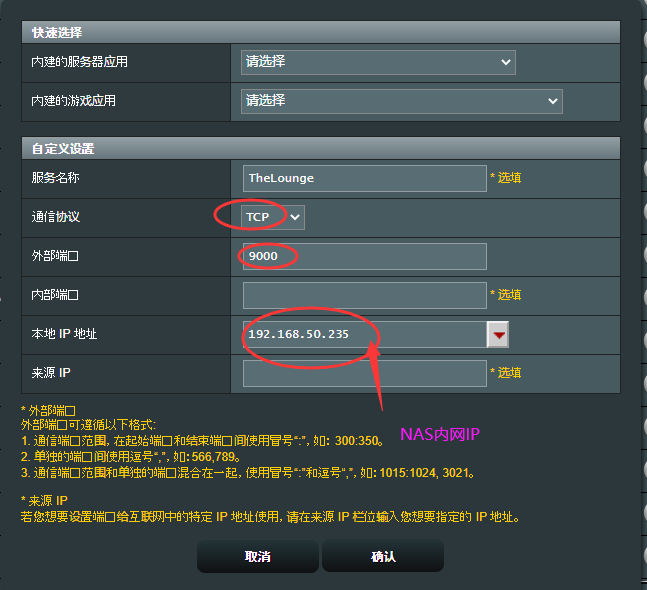 快速选择
内建的服务器应用 请选择
内建的游戏应用 请选择
自定义设置
服务名称 TheLounge * 选填
通信协议 TCP
外部端口 9000
内部端口 * 选填
本地 IP 地址 192.168.50.235
来源 IP * 选填
NAS内网IP
* 外部端口
外部端口可遵循以下格式:
1. 通信端口范围, 在起始端口和结束端口间使用冒号“:”, 如: 300:350。
2. 单独的端口间使用逗号“,”, 如:566,789。
3. 通信端口范围和单独的端口混合在一起, 使用冒号“:”和逗号“,”, 如: 1015:1024, 3021。
* 来源 IP
若您想要设置端口给互联网中的特定 IP 地址使用, 请在来源 IP 栏位输入您想要指定的 IP 地址。
取消 确认